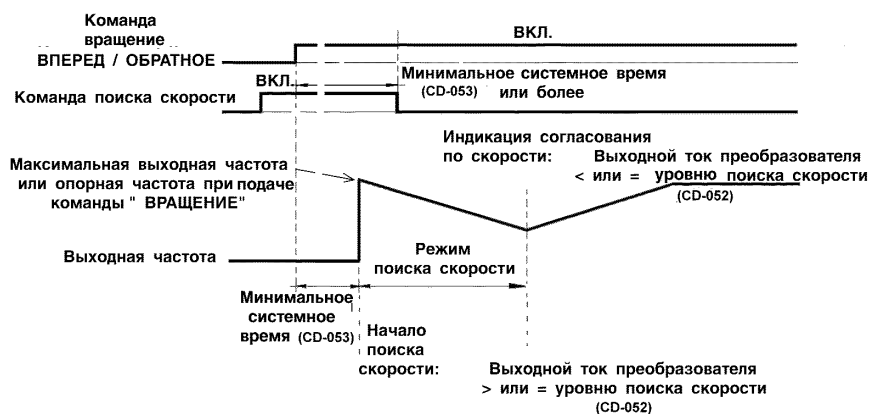 Команда
вращение
ВПЕРЕД / ОБРАТНОЕ
ВКЛ.
ВКЛ.
Команда поиска скорости
Минимальное системное время
(CD-053) или более
Индикация согласования
по скорости: Выходной ток преобразователя
< или = уровню поиска скорости
(CD-052)
Максимальная выходная частота
или опорная частота при подаче
команды " ВРАЩЕНИЕ"
Выходная частота
Режим
поиска скорости
Минимальное
системное
время (CD-053)
Начало
поиска
скорости: Выходной ток преобразователя
> или = уровню поиска скорости
(CD-052)